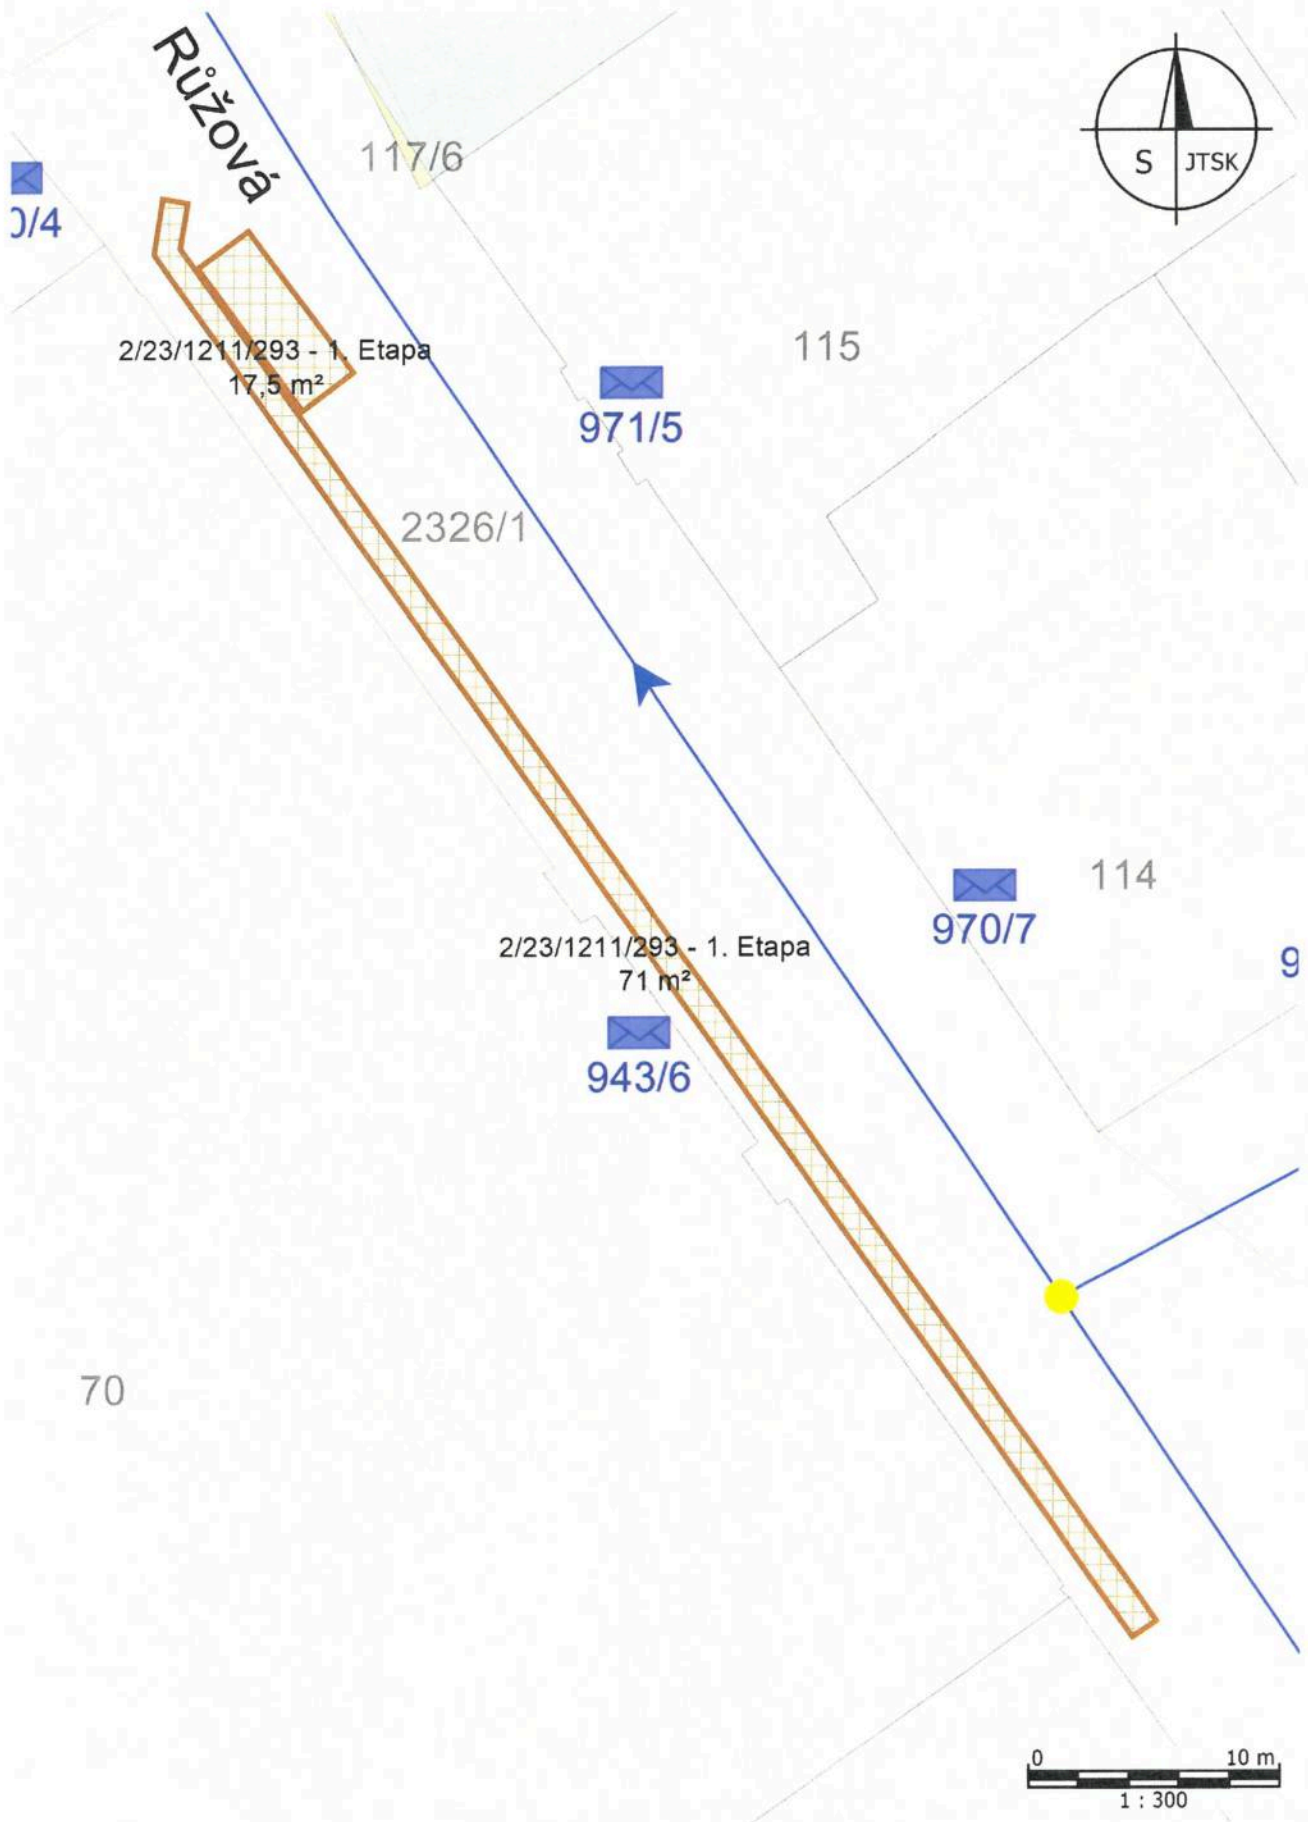 Růžová
117/6
S JTSK
0/4
2/23/1211/293 - 1. Etapa
17,5 m²
115
971/5
2326/1
114
970/7
9
2/23/1211/293 - 1. Etapa
71 m²
943/6
70
0 10 m
1 : 300